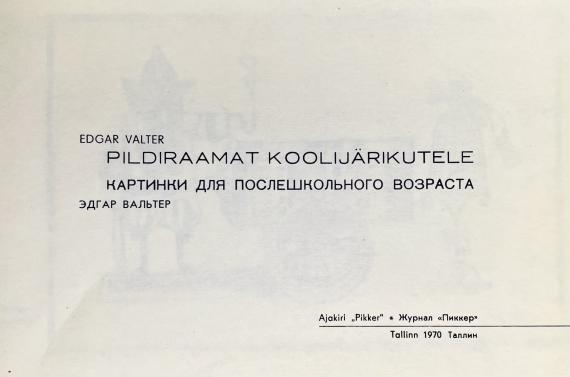 EDGAR VALTER
PILDIRAAMAT KOOLIJÄRIKUTELE
КАРТИНКИ ДЛЯ ПОСЛЕШКОЛЬНОГО ВОЗРАСТА
ЭДГАР ВАЛЬТЕР
Ajakiri „Pikker" * Журнал «Пиккер»
Tallinn 1970 Таллин